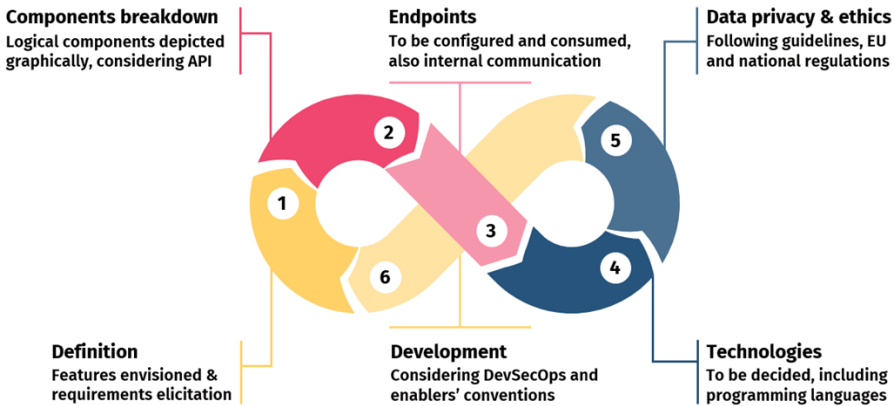 Components breakdown
Logical components depicted
graphically, considering API
Endpoints
To be configured and consumed,
also internal communication
Data privacy & ethics
Following guidelines, EU
and national regulations
2
5
1
3
6
4
Definition
Features envisioned &
requirements elicitation
Development
Considering DevSecOps and
enablers’ conventions
Technologies
To be decided, including
programming languages